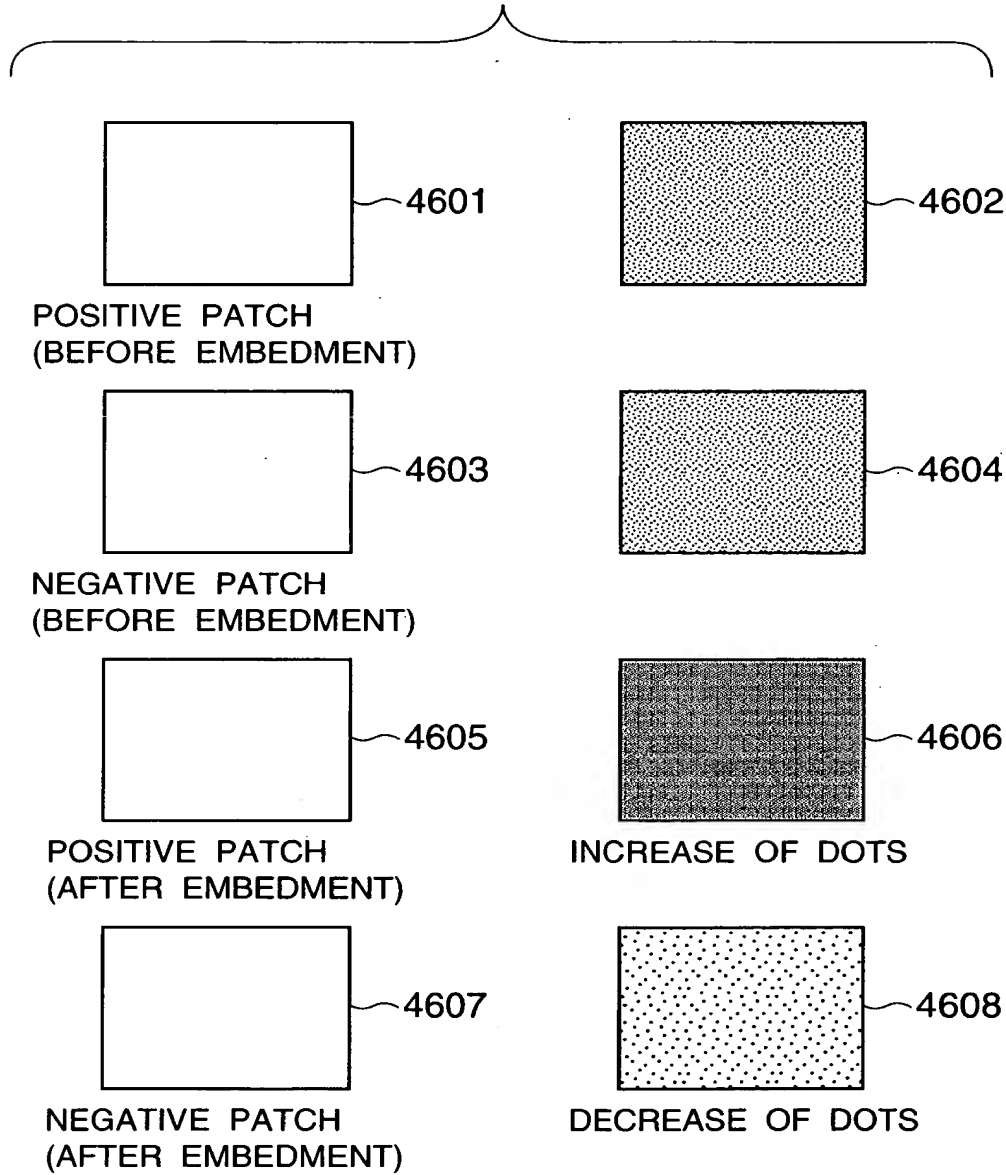 4601
4602
POSITIVE PATCH
(BEFORE EMBEDMENT)
4603
4604
NEGATIVE PATCH
(BEFORE EMBEDMENT)
4605
4606
POSITIVE PATCH
(AFTER EMBEDMENT)
INCREASE OF DOTS
4607
4608
NEGATIVE PATCH
(AFTER EMBEDMENT)
DECREASE OF DOTS